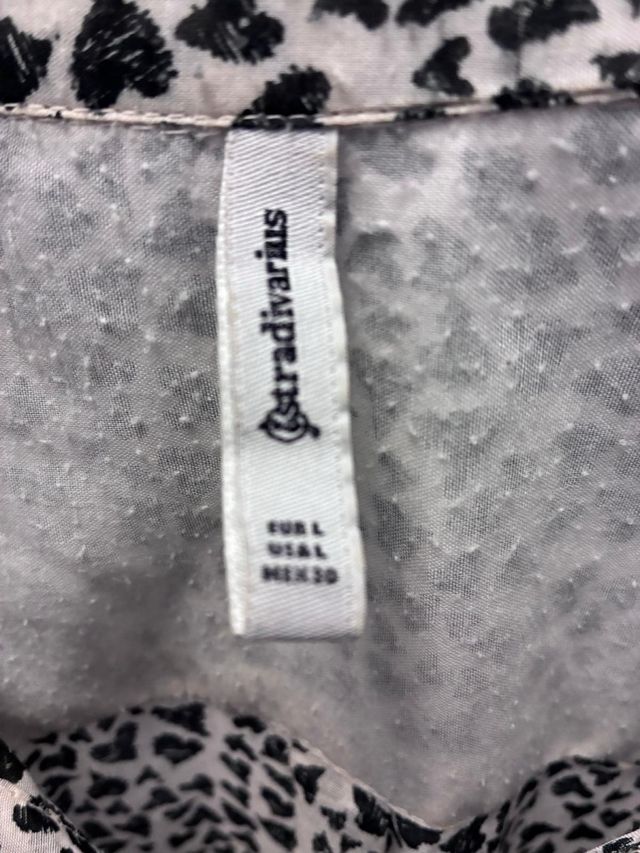 stradivarius
EUR L
USA L
MEX 30